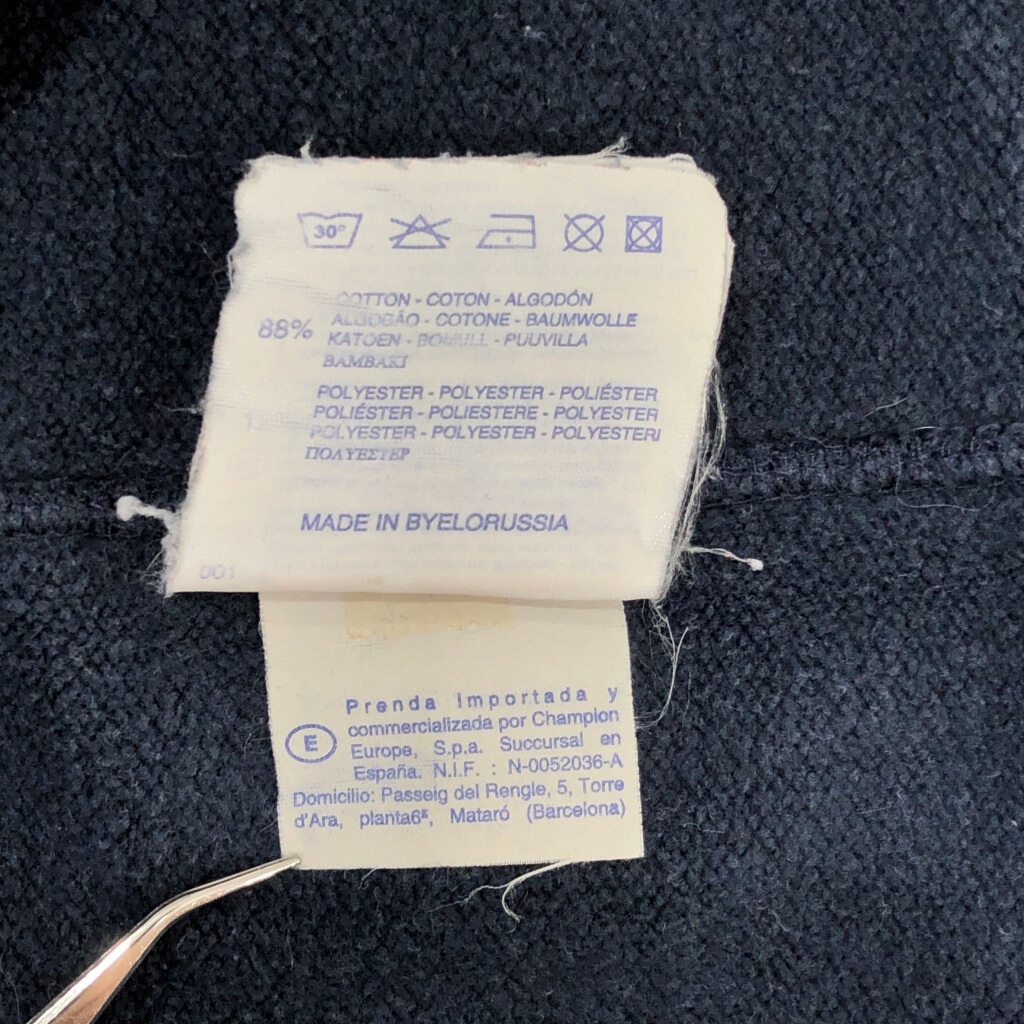 30°
COTTON - COTON - ALGODÓN
ALGODÃO - COTONE - BAUMWOLLE
88%
KATOEN - BOMULL - PUUVILLA
ΒΑΜΒΑΚΙ
POLYESTER - POLYESTER - POLIÉSTER
POLIÉSTER - POLIESTERE - POLYESTER
POLYESTER - POLYESTER - POLYESTERI
ΠΟΛΥΕΣΤΕΡ
MADE IN BYELORUSSIA
001
Prenda Importada y
commercializada por Champion
E
Europe, S.p.a. Succursal en
España. N.I.F. : N-0052036-A
Domicilio: Passeig del Rengle, 5, Torre
d'Ara, planta6ª, Mataró (Barcelona)